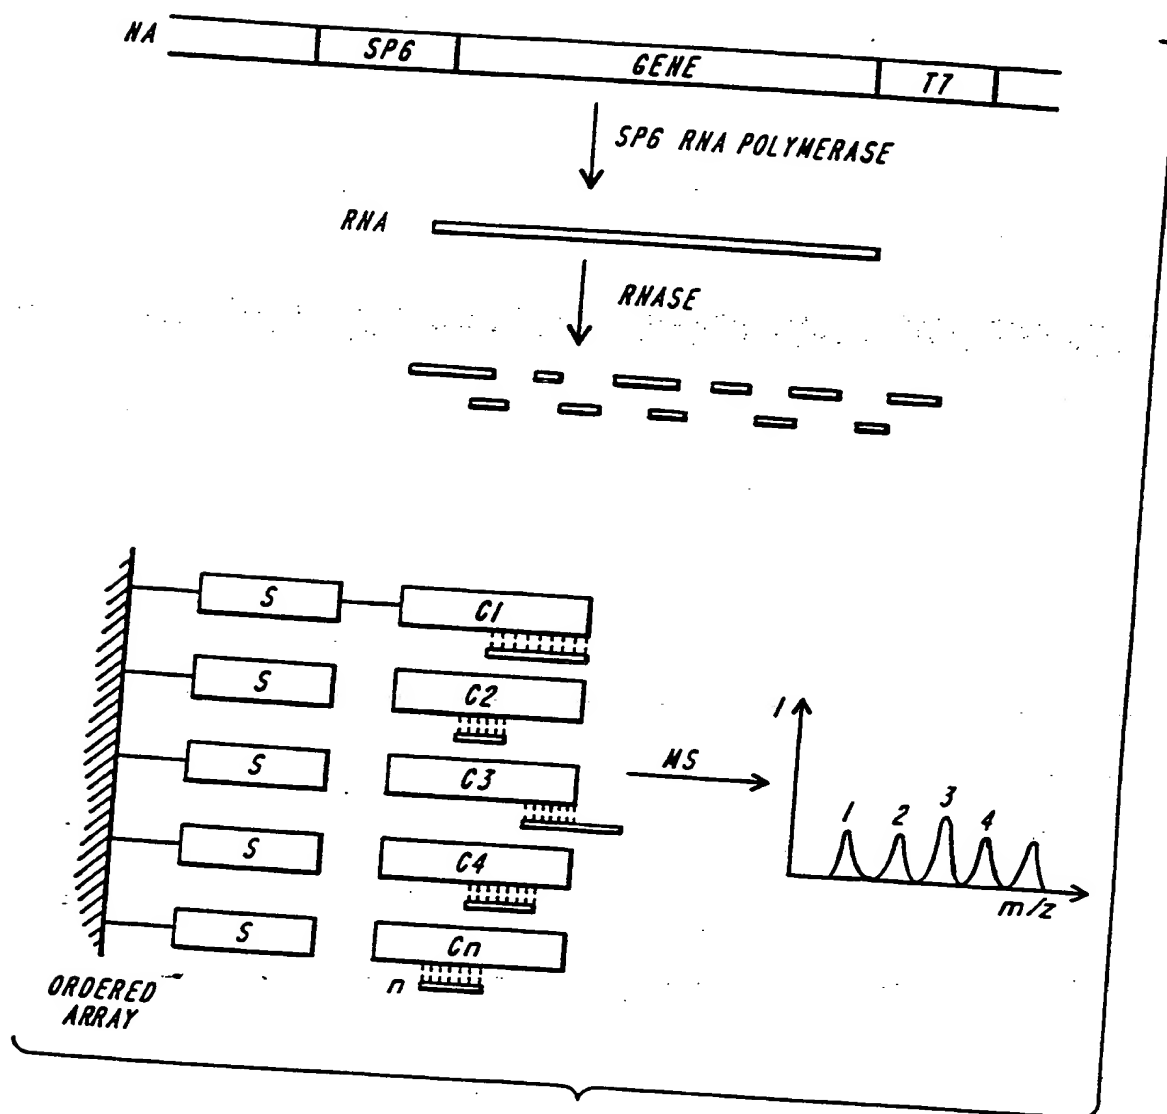 NA SP6 GENE T7
SP6 RNA POLYMERASE
RNA
RNASE
S C1
S C2
S C3
S C4
S Cn
n
ORDERED
ARRAY
MS
I
1 2 3 4
m/z